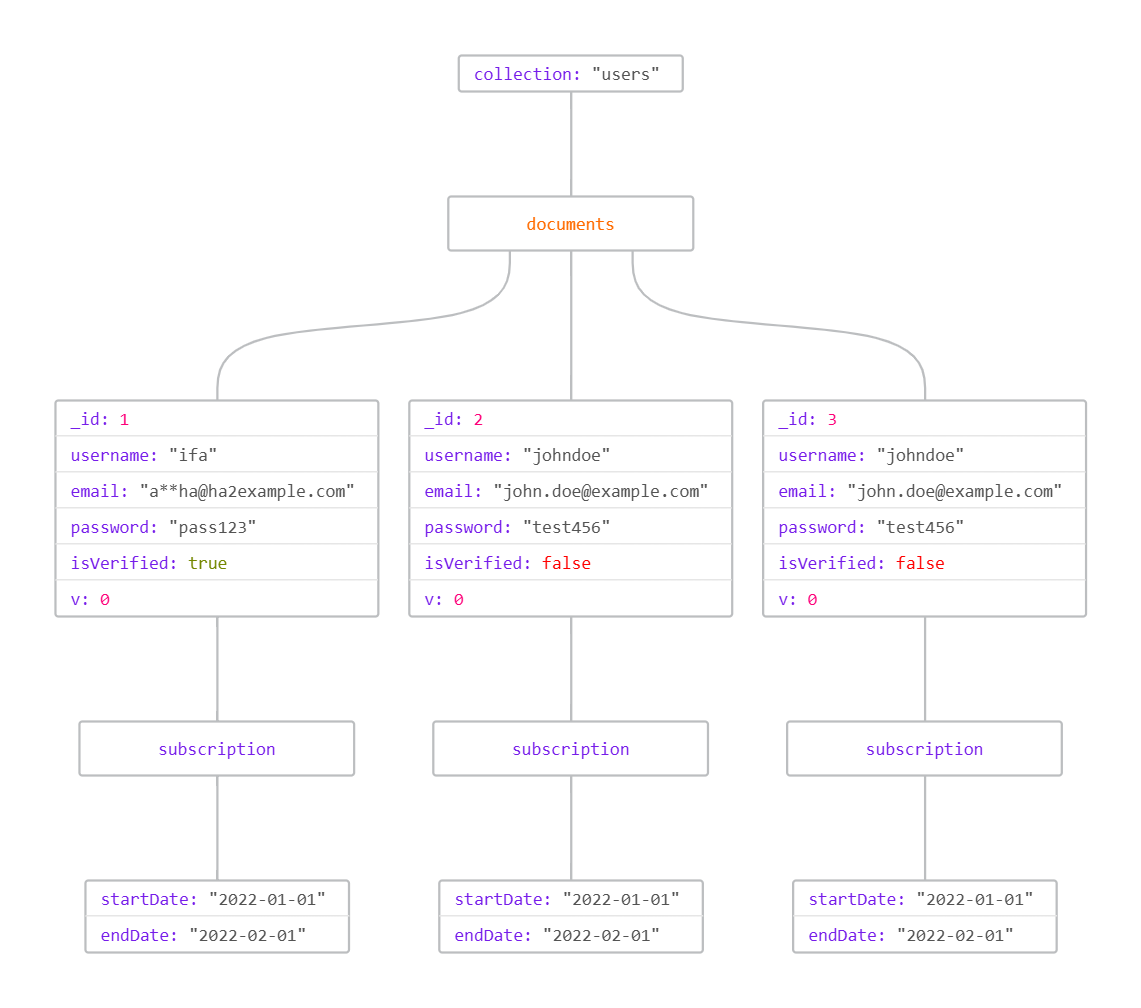 collection: "users"
documents
_id: 1
username: "ifa"
email: "a**ha@ha2example.com"
password: "pass123"
isVerified: true
v: 0
_id: 2
username: "johndoe"
email: "john.doe@example.com"
password: "test456"
isVerified: false
v: 0
_id: 3
username: "johndoe"
email: "john.doe@example.com"
password: "test456"
isVerified: false
v: 0
subscription
subscription
subscription
startDate: "2022-01-01"
endDate: "2022-02-01"
startDate: "2022-01-01"
endDate: "2022-02-01"
startDate: "2022-01-01"
endDate: "2022-02-01"